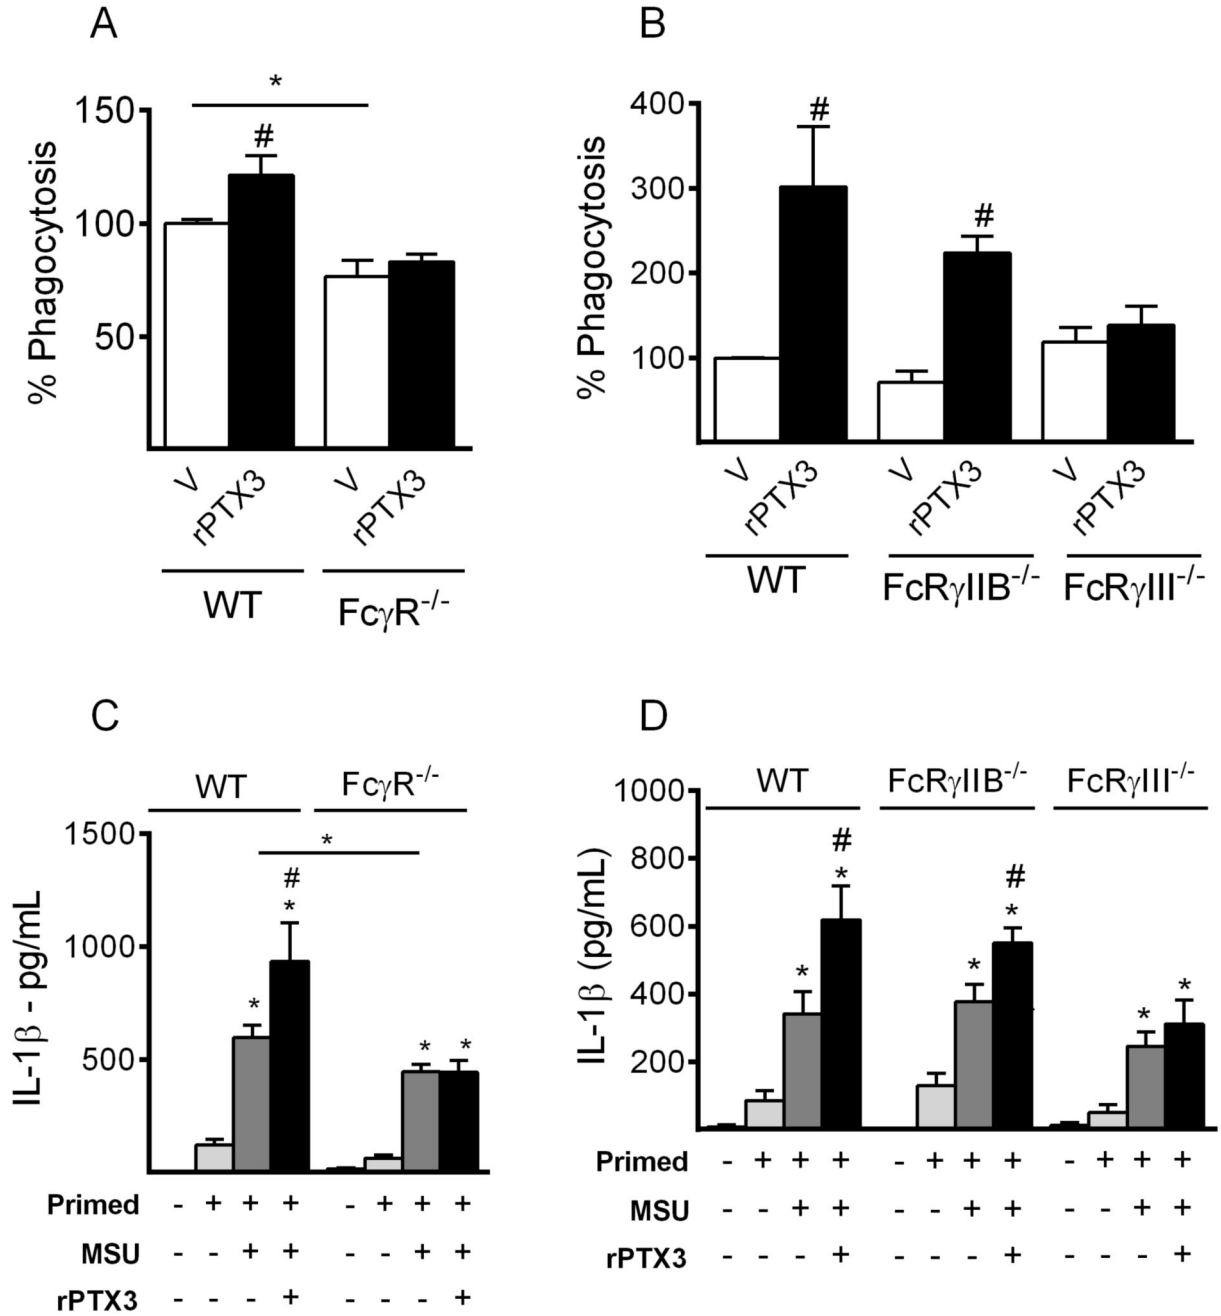 A
*
#
150
100
50
% Phagocytosis
V rPTX3 V rPTX3
WT FcγR-/-
B
#
#
400
300
200
100
% Phagocytosis
V rPTX3 V rPTX3 V rPTX3
WT FcRγIIB-/- FcRγIII-/-
C
WT FcγR-/-
1500
1000
500
IL-1β - pg/mL
*
#
*
* * *
Primed - + + + - + + +
MSU - - + + - - + +
rPTX3 - - - + - - - +
D
WT FcRγIIB-/- FcRγIII-/-
1000
800
600
400
200
IL-1β (pg/mL)
# #
* *
* * * *
Primed - + + + - + + + - + + +
MSU - - + + - - + + - - + +
rPTX3 - - - + - - - + - - - +